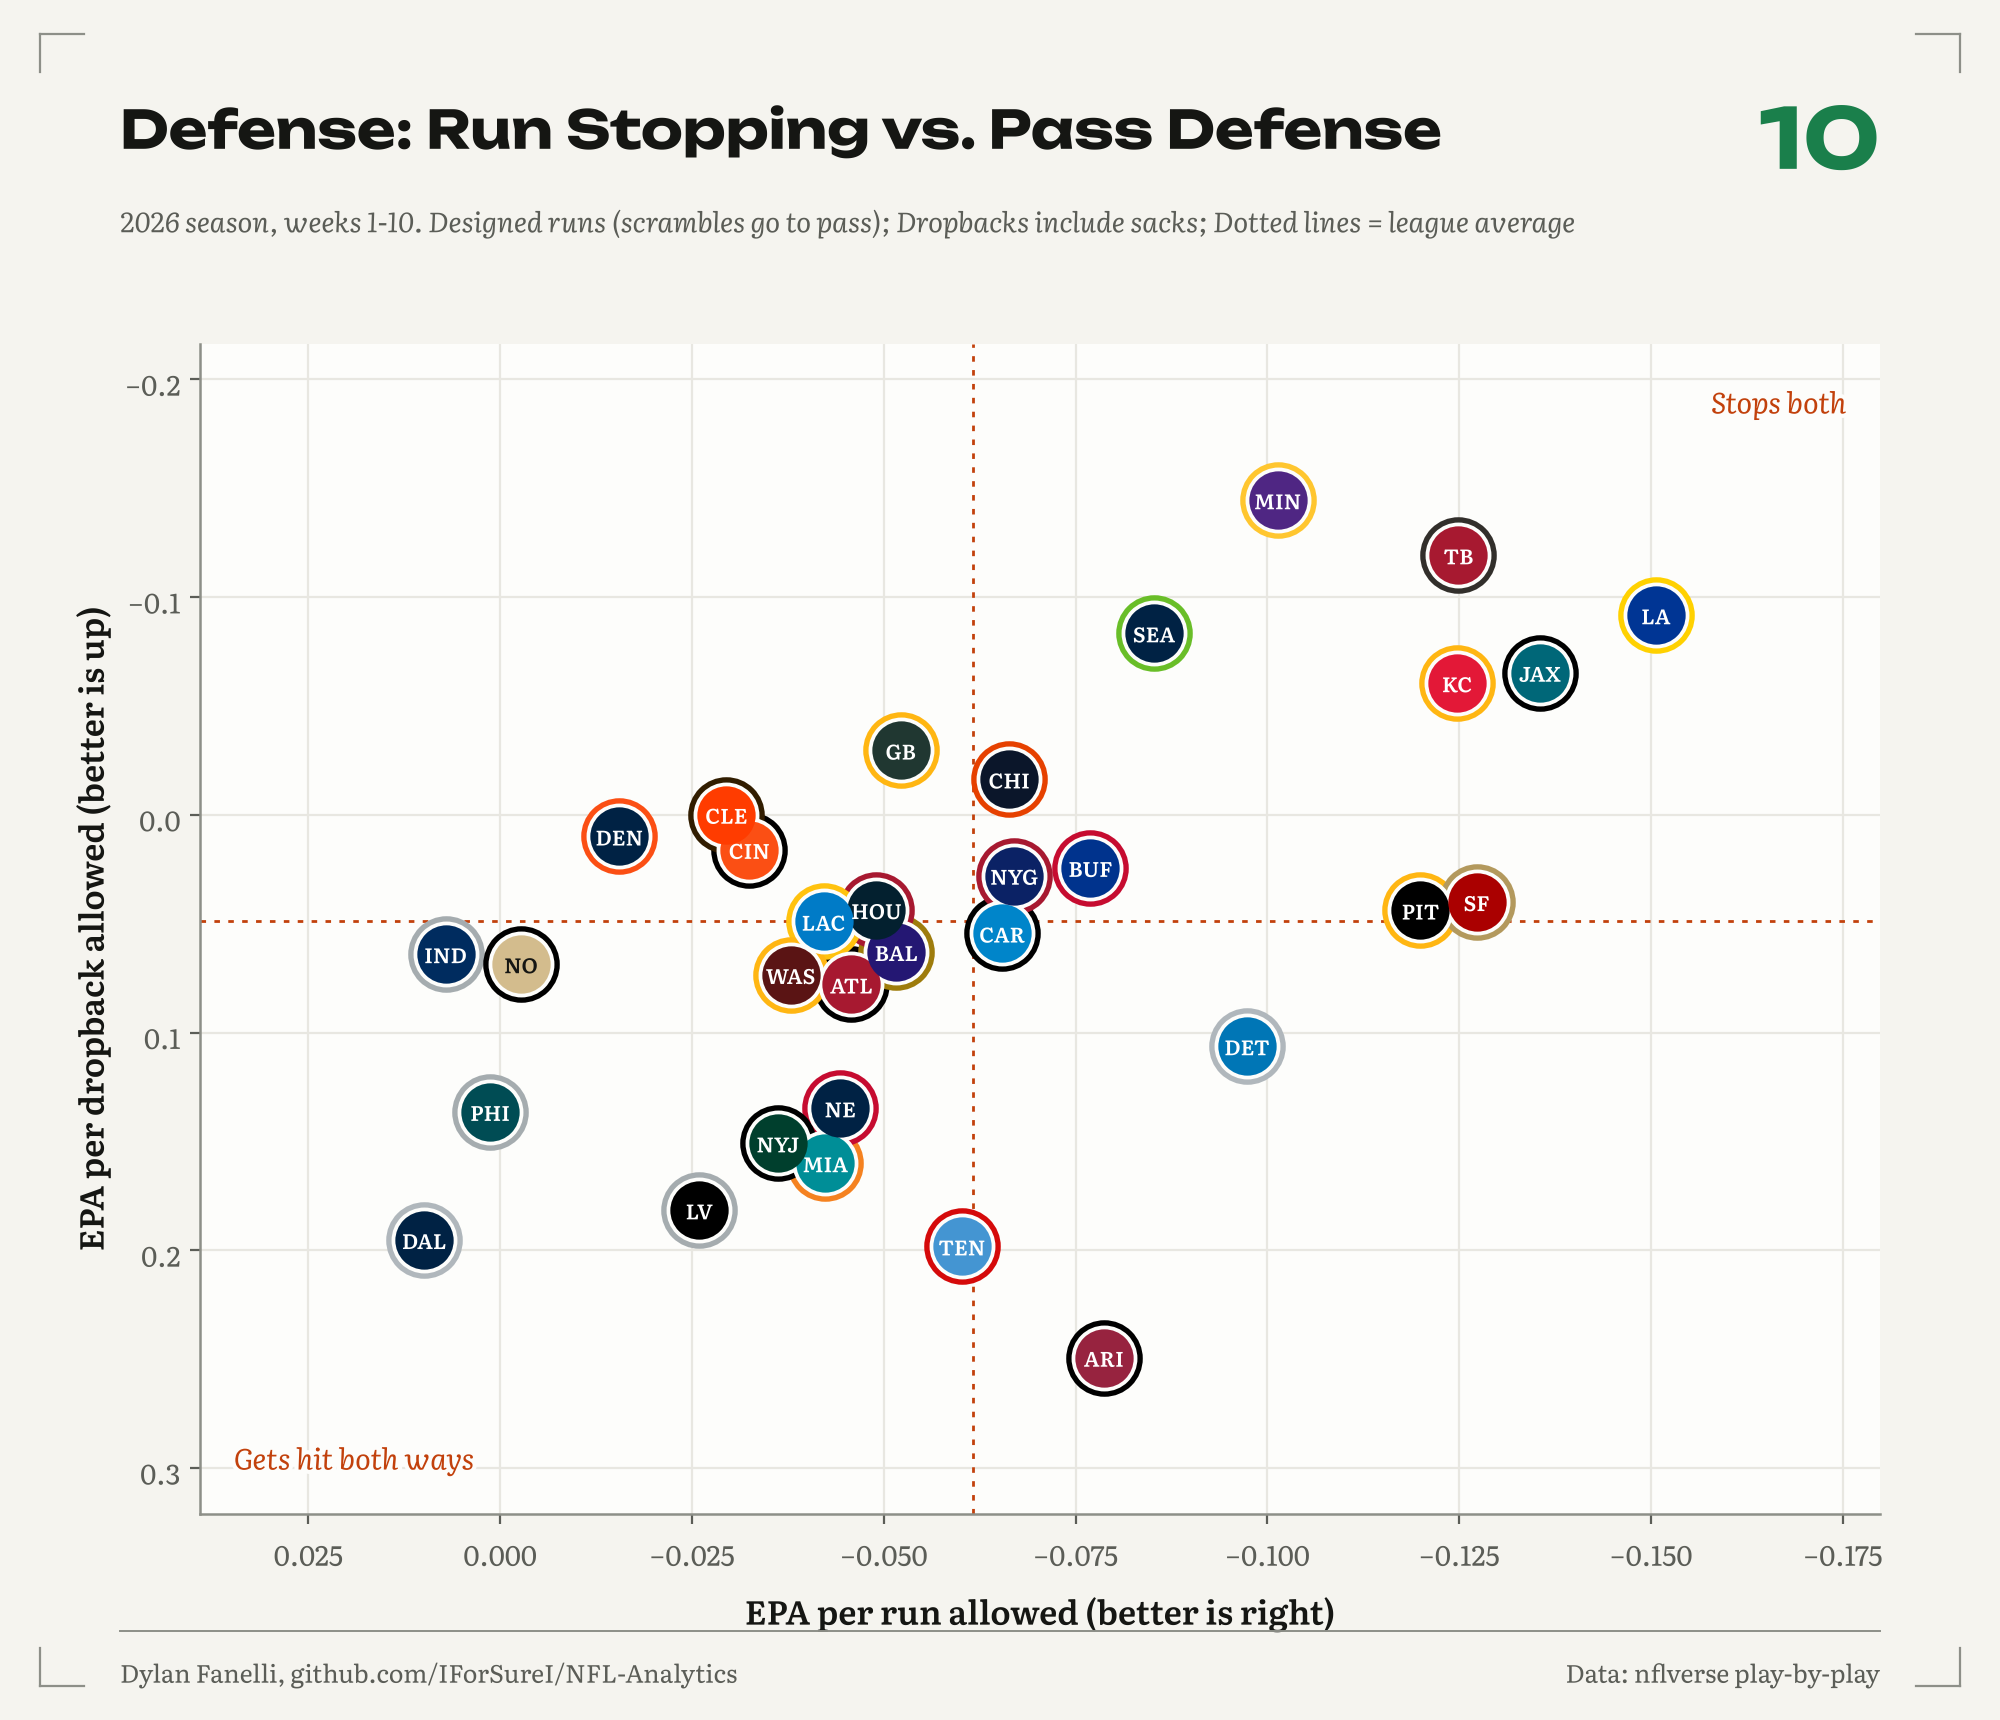 Defense: Run Stopping vs. Pass Defense
10
2026 season, weeks 1-10. Designed runs (scrambles go to pass); Dropbacks include sacks; Dotted lines = league average
EPA per dropback allowed (better is up)
−0.2
−0.1
0.0
0.1
0.2
0.3
Stops both
MIN
TB
LA
SEA
JAX
KC
GB
CHI
CLE
DEN
CIN
BUF
NYG
SF
PIT
HOU
LAC
CAR
BAL
IND
NO
WAS
ATL
DET
NE
PHI
NYJ
MIA
LV
DAL
TEN
ARI
Gets hit both ways
0.025
0.000
−0.025
−0.050
−0.075
−0.100
−0.125
−0.150
−0.175
EPA per run allowed (better is right)
Dylan Fanelli, github.com/IForSureI/NFL-Analytics
Data: nflverse play-by-play